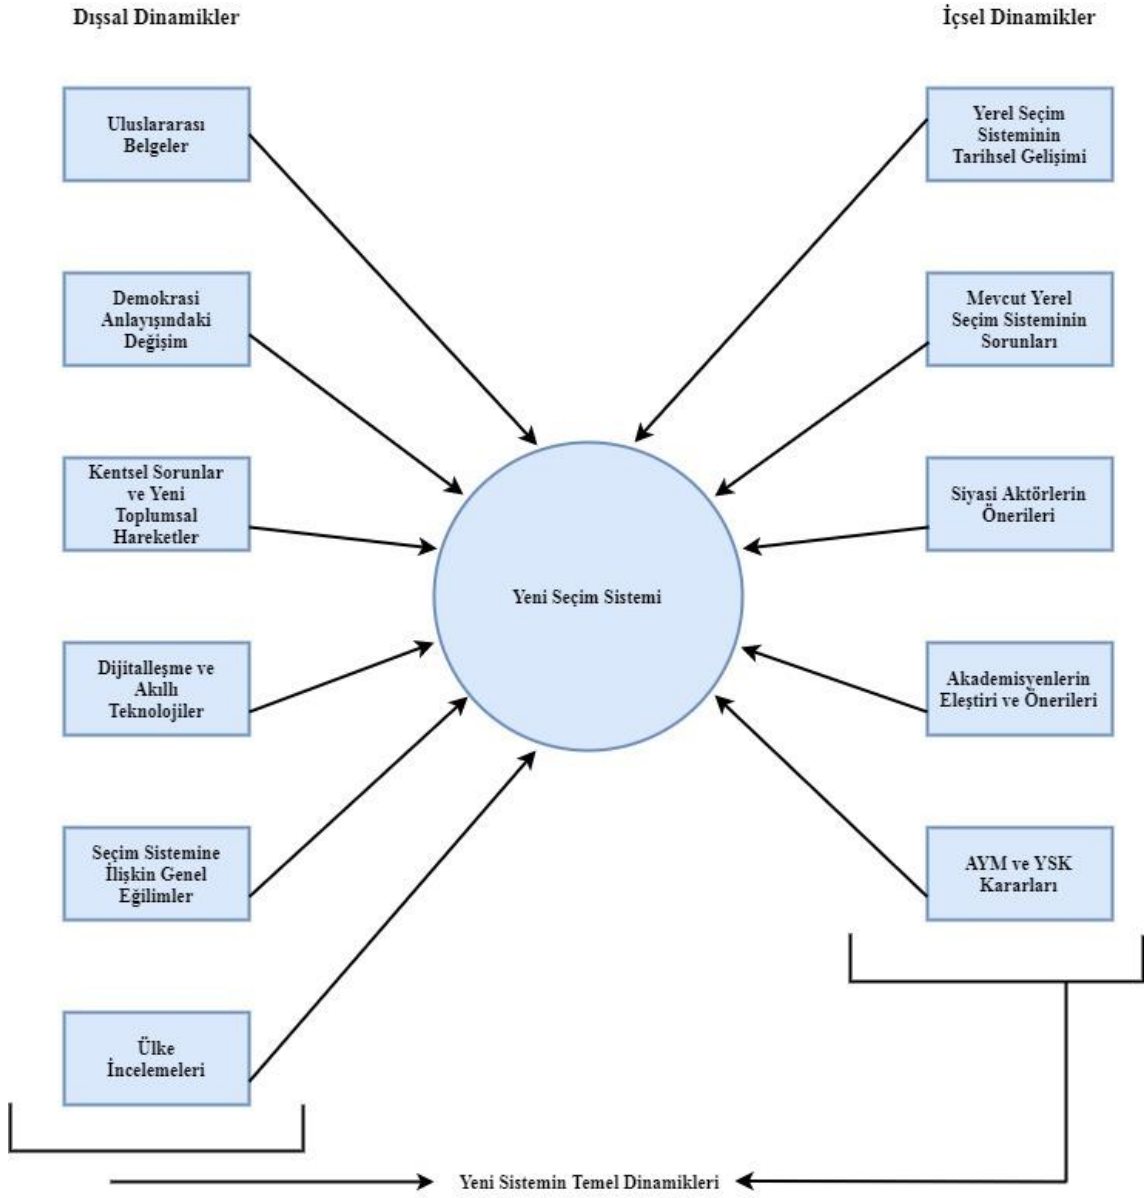 Dışsal Dinamikler
İçsel Dinamikler
Uluslararası
Belgeler
Demokrasi
Anlayışındaki
Değişim
Kentsel Sorunlar
ve Yeni
Toplumsal
Hareketler
Dijitalleşme ve
Akıllı
Teknolojiler
Seçim Sistemine
İlişkin Genel
Eğilimler
Ülke
İncelemeleri
Yeni Seçim Sistemi
Yerel Seçim
Sisteminin
Tarihsel Gelişimi
Mevcut Yerel
Seçim Sisteminin
Sorunları
Siyasi Aktörlerin
Önerileri
Akademisyenlerin
Eleştiri ve Önerileri
AYM ve YSK
Kararları
Yeni Sistemin Temel Dinamikleri